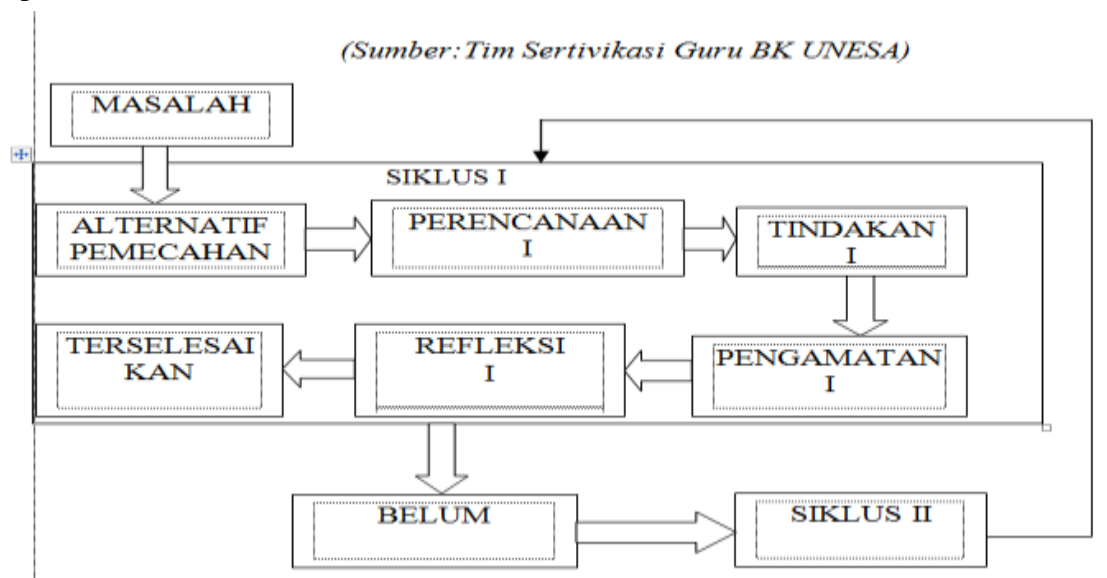 (Sumber:Tim Sertivikasi Guru BK UNESA)
MASALAH
SIKLUS I
ALTERNATIF
PEMECAHAN
PERENCANAAN
I
TINDAKAN
I
TERSELESAI
KAN
REFLEKSI
I
PENGAMATAN
I
BELUM
SIKLUS II